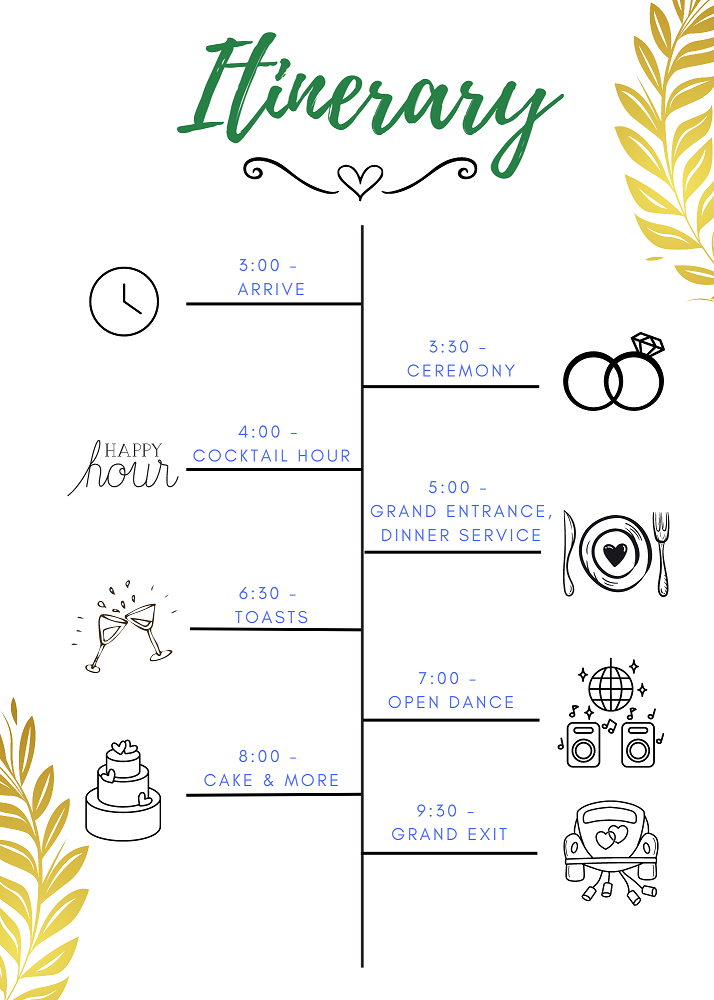 Itinerary
3:00 -
ARRIVE
3:30 -
CEREMONY
HAPPY
hour
4:00 -
COCKTAIL HOUR
5:00 -
GRAND ENTRANCE,
DINNER SERVICE
6:30 -
TOASTS
7:00 -
OPEN DANCE
8:00 -
CAKE & MORE
9:30 -
GRAND EXIT